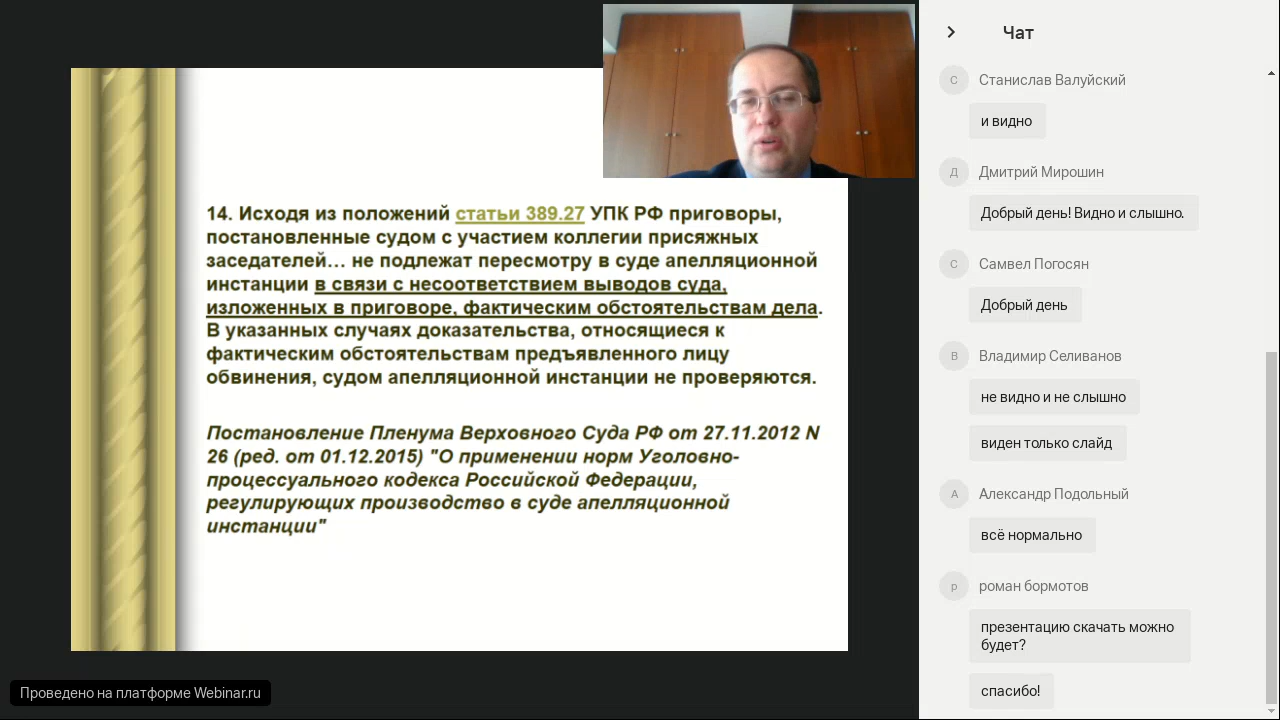 14. Исходя из положений статьи 389.27 УПК РФ приговоры,
постановленные судом с участием коллегии присяжных
заседателей... не подлежат пересмотру в суде апелляционной
инстанции в связи с несоответствием выводов суда,
изложенных в приговоре, фактическим обстоятельствам дела.
В указанных случаях доказательства, относящиеся к
фактическим обстоятельствам предъявленного лицу
обвинения, судом апелляционной инстанции не проверяются.
Постановление Пленума Верховного Суда РФ от 27.11.2012 N
26 (ред. от 01.12.2015) "О применении норм Уголовно-
процессуального кодекса Российской Федерации,
регулирующих производство в суде апелляционной
инстанции"
Проведено на платформе Webinar.ru
Чат
С Станислав Валуйский
и видно
Д Дмитрий Мирошин
Добрый день! Видно и слышно.
С Самвел Погосян
Добрый день
В Владимир Селиванов
не видно и не слышно
виден только слайд
А Александр Подольный
всё нормально
р роман бормотов
презентацию скачать можно
будет?
спасибо!